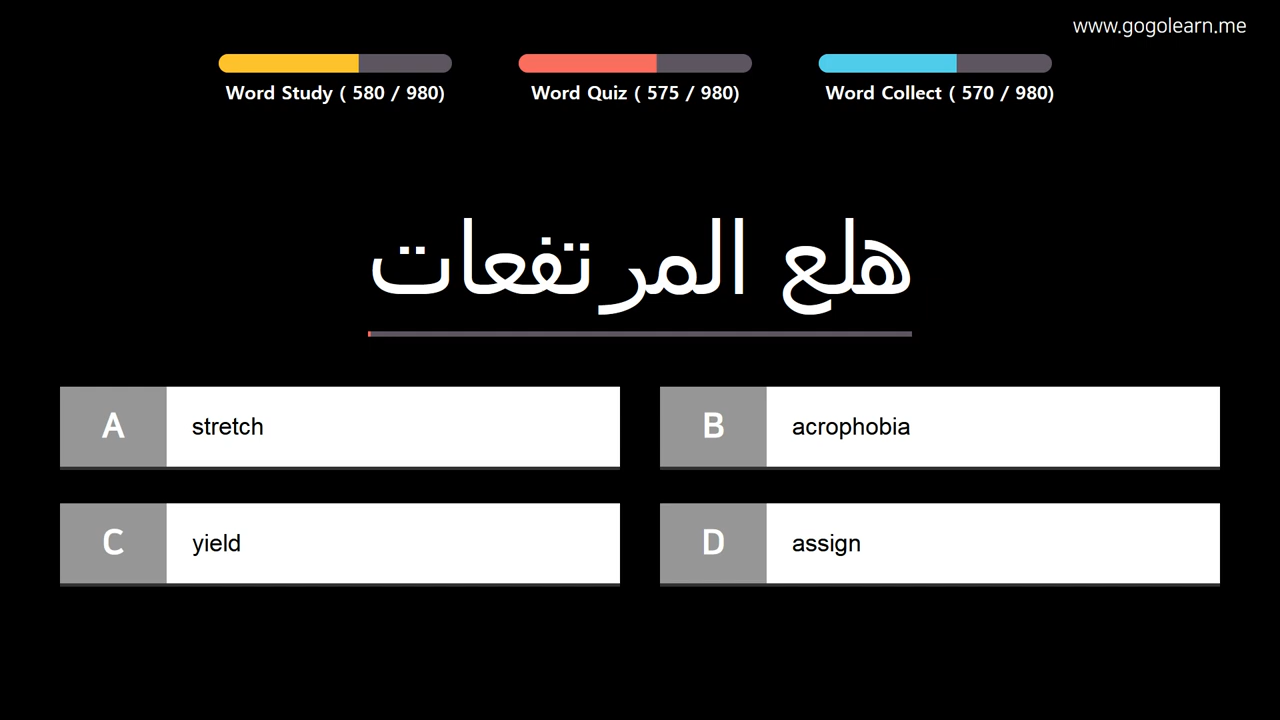 www.gogolearn.me
Word Study ( 580 / 980)
Word Quiz ( 575 / 980)
Word Collect ( 570 / 980)
هلع المرتفعات
A stretch
B acrophobia
C yield
D assign